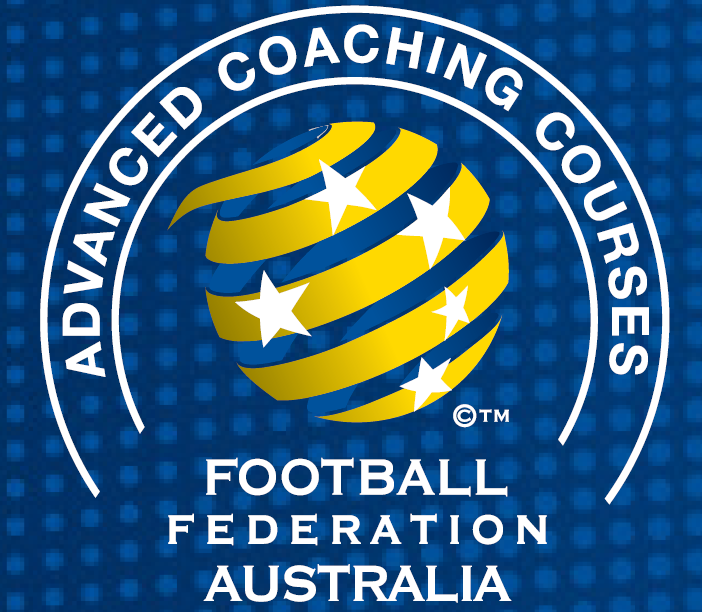 ADVANCED COACHING COURSES
©TM
FOOTBALL
FEDERATION
AUSTRALIA